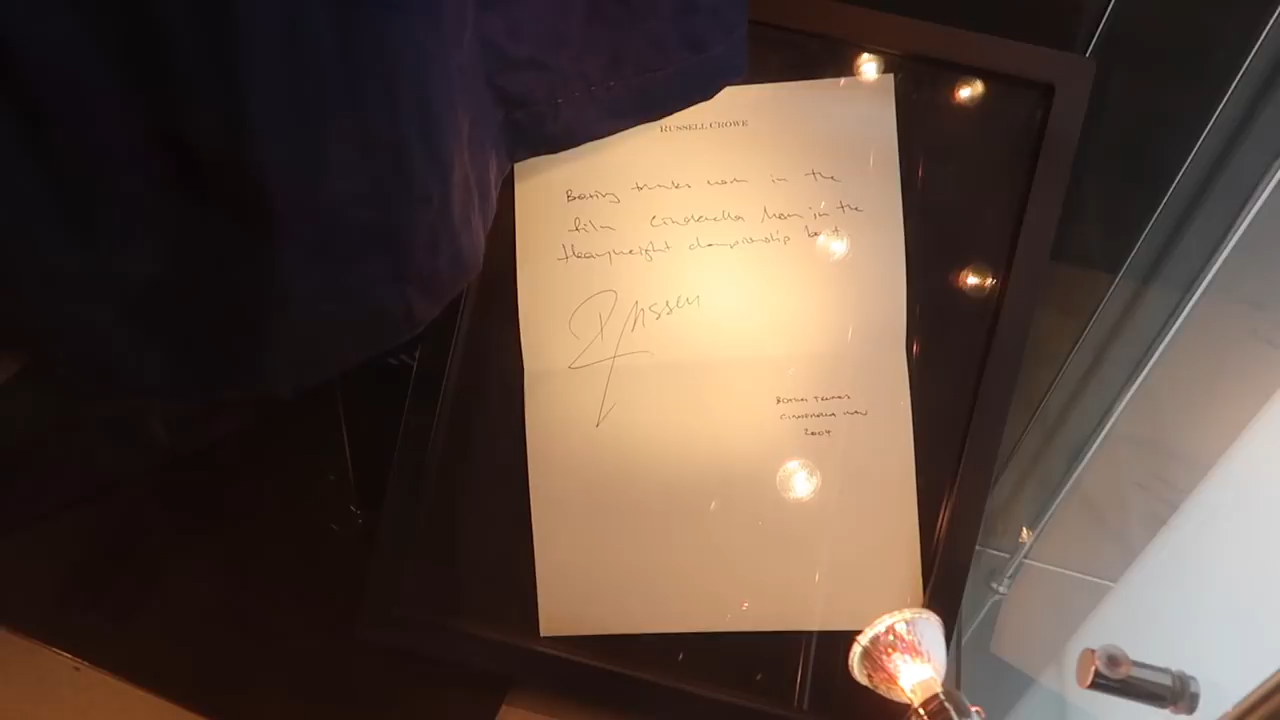 RUSSELL CROWE
Boxing trunks worn in the
film Cinderella Man in the
Heavyweight championship bout
Russell
BOXING TRUNKS
CINDERELLA MAN
2004